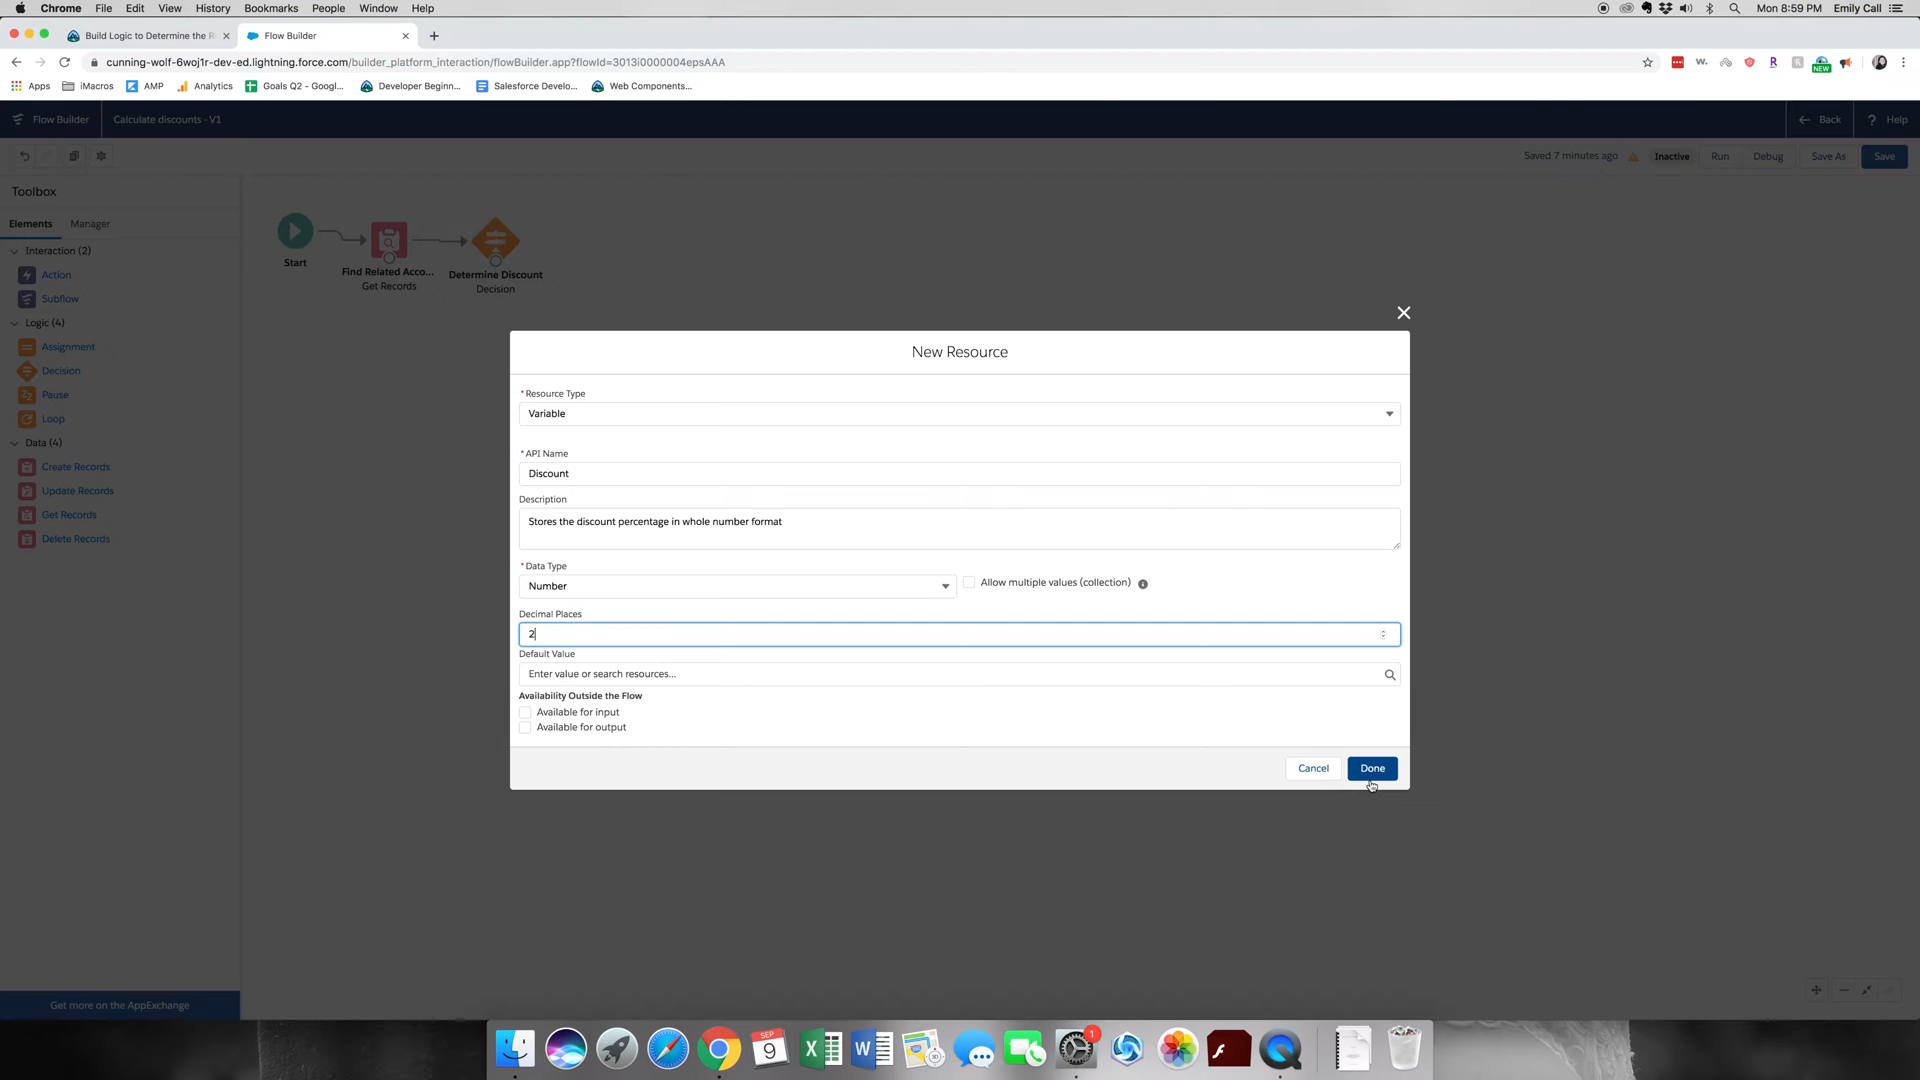 Chrome File Edit View History Bookmarks People Window Help Mon 8:59 PM Emily Call
Build Logic to Determine the R Flow Builder
cunning-wolf-6woj1r-dev-ed.lightning.force.com/builder_platform_interaction/flowBuilder.app?flowId=3013i0000004epsAAA
Apps iMacros AMP Analytics Goals Q2 - Googl... Developer Beginn... Salesforce Develo... Web Components... NEW
Flow Builder Calculate discounts - V1 Back ? Help
Saved 7 minutes ago Inactive Run Debug Save As Save
Toolbox
Elements Manager
Interaction (2)
Action
Subflow
Logic (4)
Assignment
Decision
Pause
Loop
Data (4)
Create Records
Update Records
Get Records
Delete Records
Get more on the AppExchange
Start
Find Related Acco...
Get Records
Determine Discount
Decision
New Resource
* Resource Type
Variable
* API Name
Discount
Description
Stores the discount percentage in whole number format
* Data Type
Number Allow multiple values (collection)
Decimal Places
2
Default Value
Enter value or search resources...
Availability Outside the Flow
Available for input
Available for output
Cancel Done
SEP
9
1